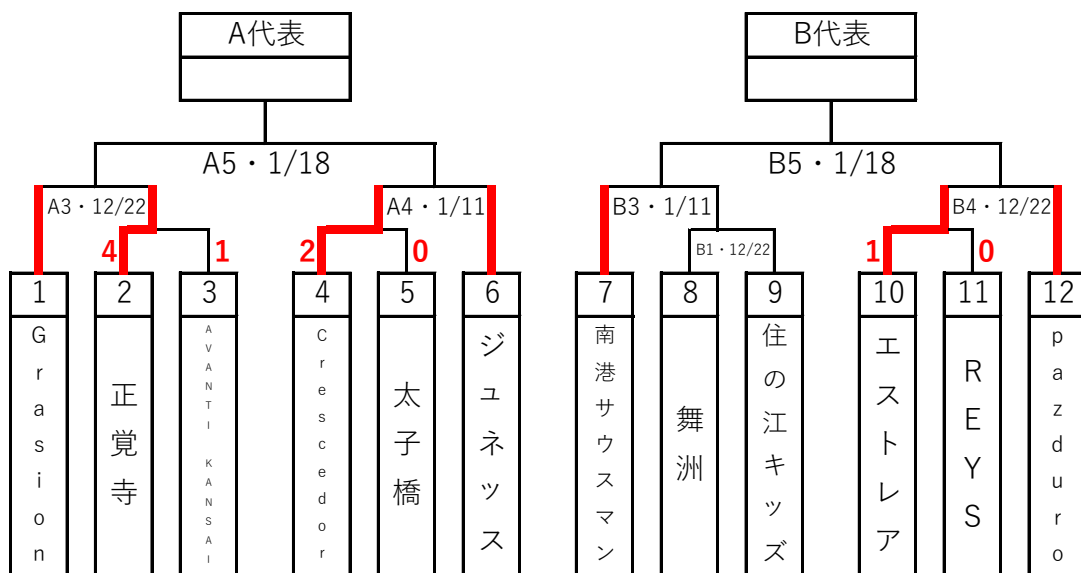 A代表
B代表
A5・1/18
B5・1/18
A3・12/22
A4・1/11
B3・1/11
B4・12/22
4
1
2
0
B1・12/22
1
0
1
2
3
4
5
6
7
8
9
10
11
12
Grasion
正覚寺
AVANTI KANSAI
Crescedor
太子橋
ジュネッス
南港サウスマン
舞洲
住の江キッズ
エストレア
REYS
pazduro